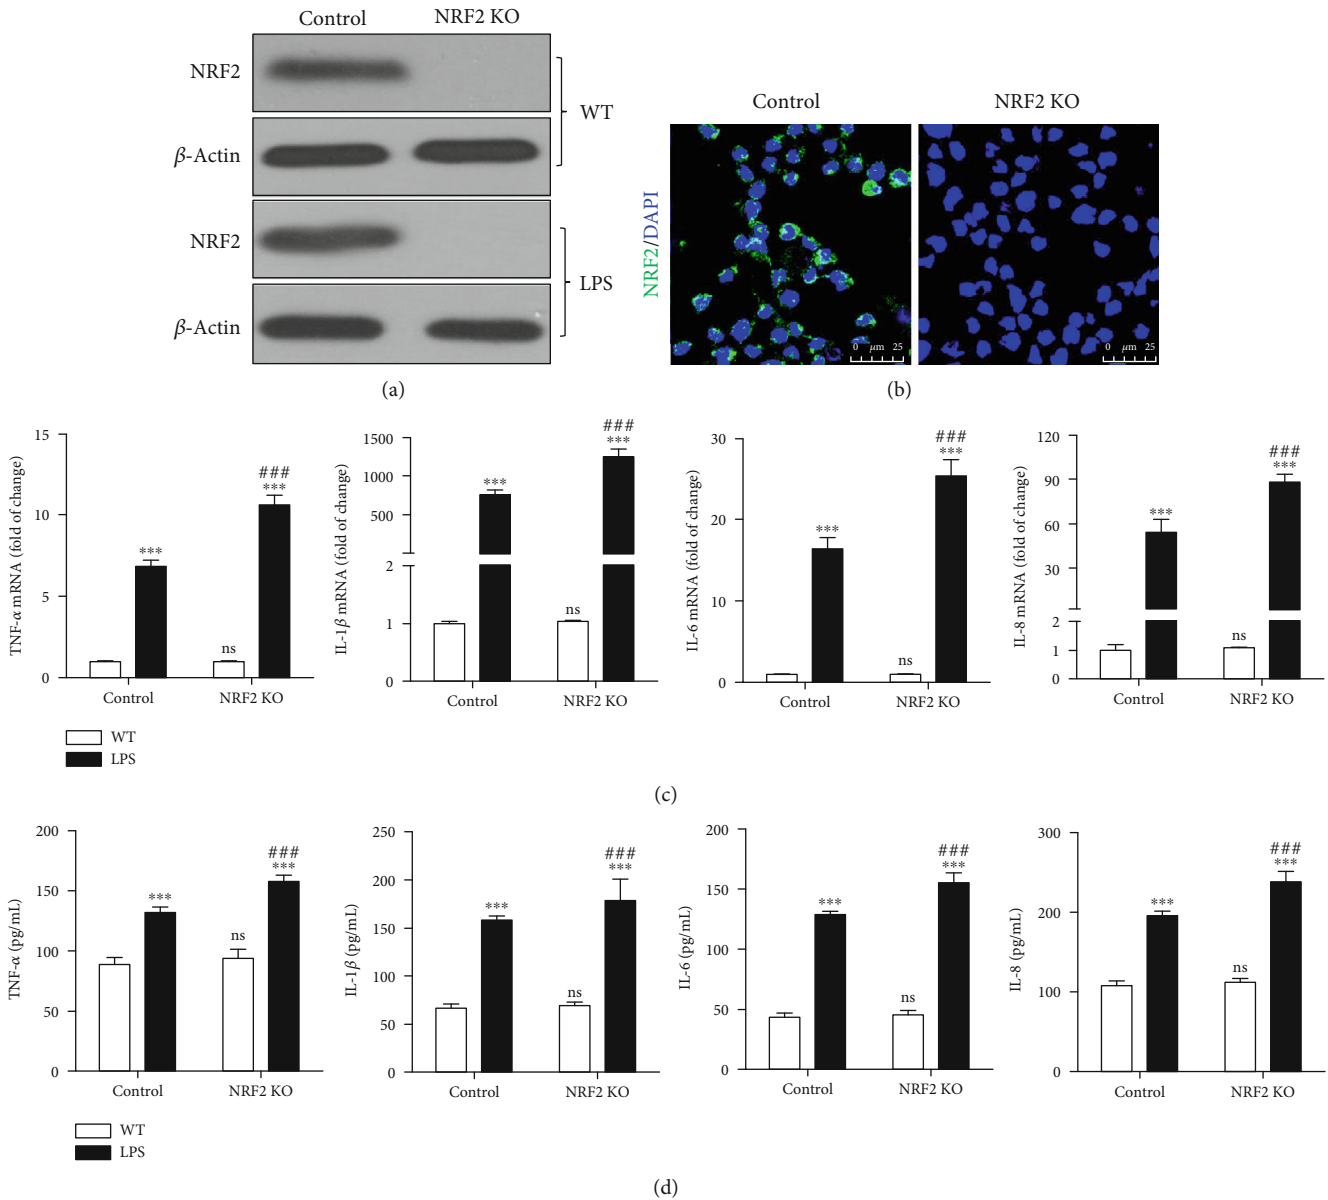 Control NRF2 KO
NRF2
β-Actin
WT
NRF2
β-Actin
LPS
(a)
Control NRF2 KO
NRF2/DAPI
0 μm 25
0 μm 25
(b)
TNF-α mRNA (fold of change)
15
10
5
0
***
ns
###
***
Control NRF2 KO
WT
LPS
IL-1β mRNA (fold of change)
1500
1000
500
2
1
0
***
ns
###
***
Control NRF2 KO
IL-6 mRNA (fold of change)
30
20
10
0
***
ns
###
***
Control NRF2 KO
IL-8 mRNA (fold of change)
120
90
60
30
2
1
0
***
ns
###
***
Control NRF2 KO
(c)
TNF-α (pg/mL)
200
150
100
50
0
***
ns
###
***
Control NRF2 KO
WT
LPS
IL-1β (pg/mL)
250
200
150
100
50
0
***
ns
###
***
Control NRF2 KO
IL-6 (pg/mL)
200
150
100
50
0
***
ns
###
***
Control NRF2 KO
IL-8 (pg/mL)
300
200
100
0
***
ns
###
***
Control NRF2 KO
(d)